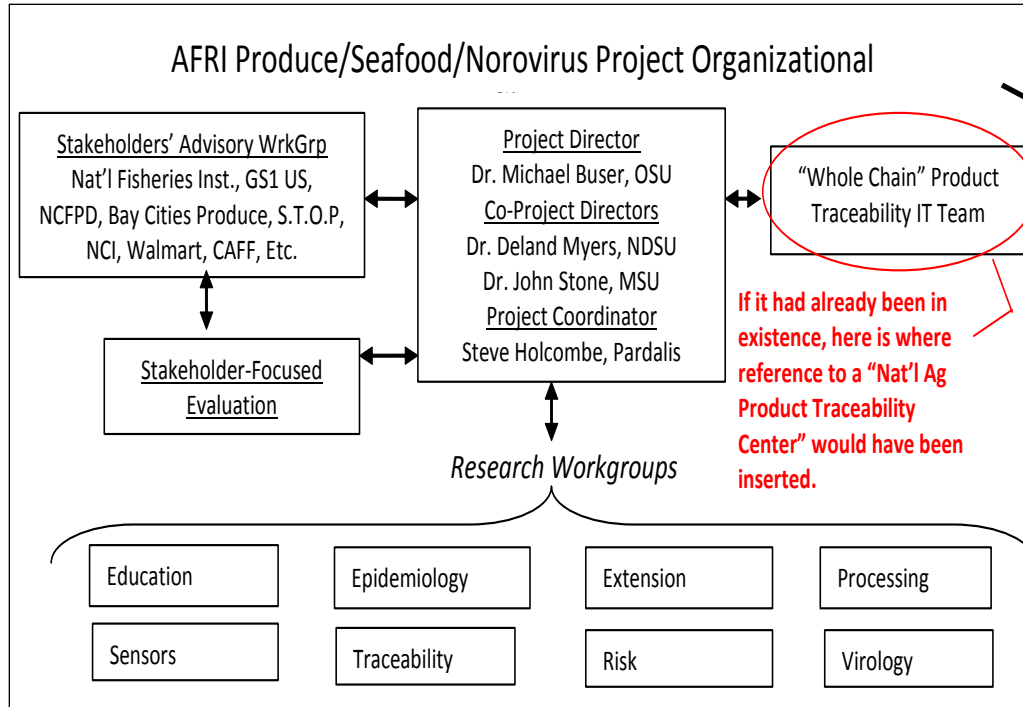 AFRI Produce/Seafood/Norovirus Project Organizational
Stakeholders' Advisory WrkGrp
Nat'l Fisheries Inst., GS1 US,
NCFPD, Bay Cities Produce, S.T.O.P,
NCI, Walmart, CAFF, Etc.
Project Director
Dr. Michael Buser, OSU
Co-Project Directors
Dr. Deland Myers, NDSU
Dr. John Stone, MSU
Project Coordinator
Steve Holcombe, Pardalis
"Whole Chain" Product
Traceability IT Team
If it had already been in
existence, here is where
reference to a "Nat'l Ag
Product Traceability
Center" would have been
inserted.
Stakeholder-Focused
Evaluation
Research Workgroups
Education
Epidemiology
Extension
Processing
Sensors
Traceability
Risk
Virology